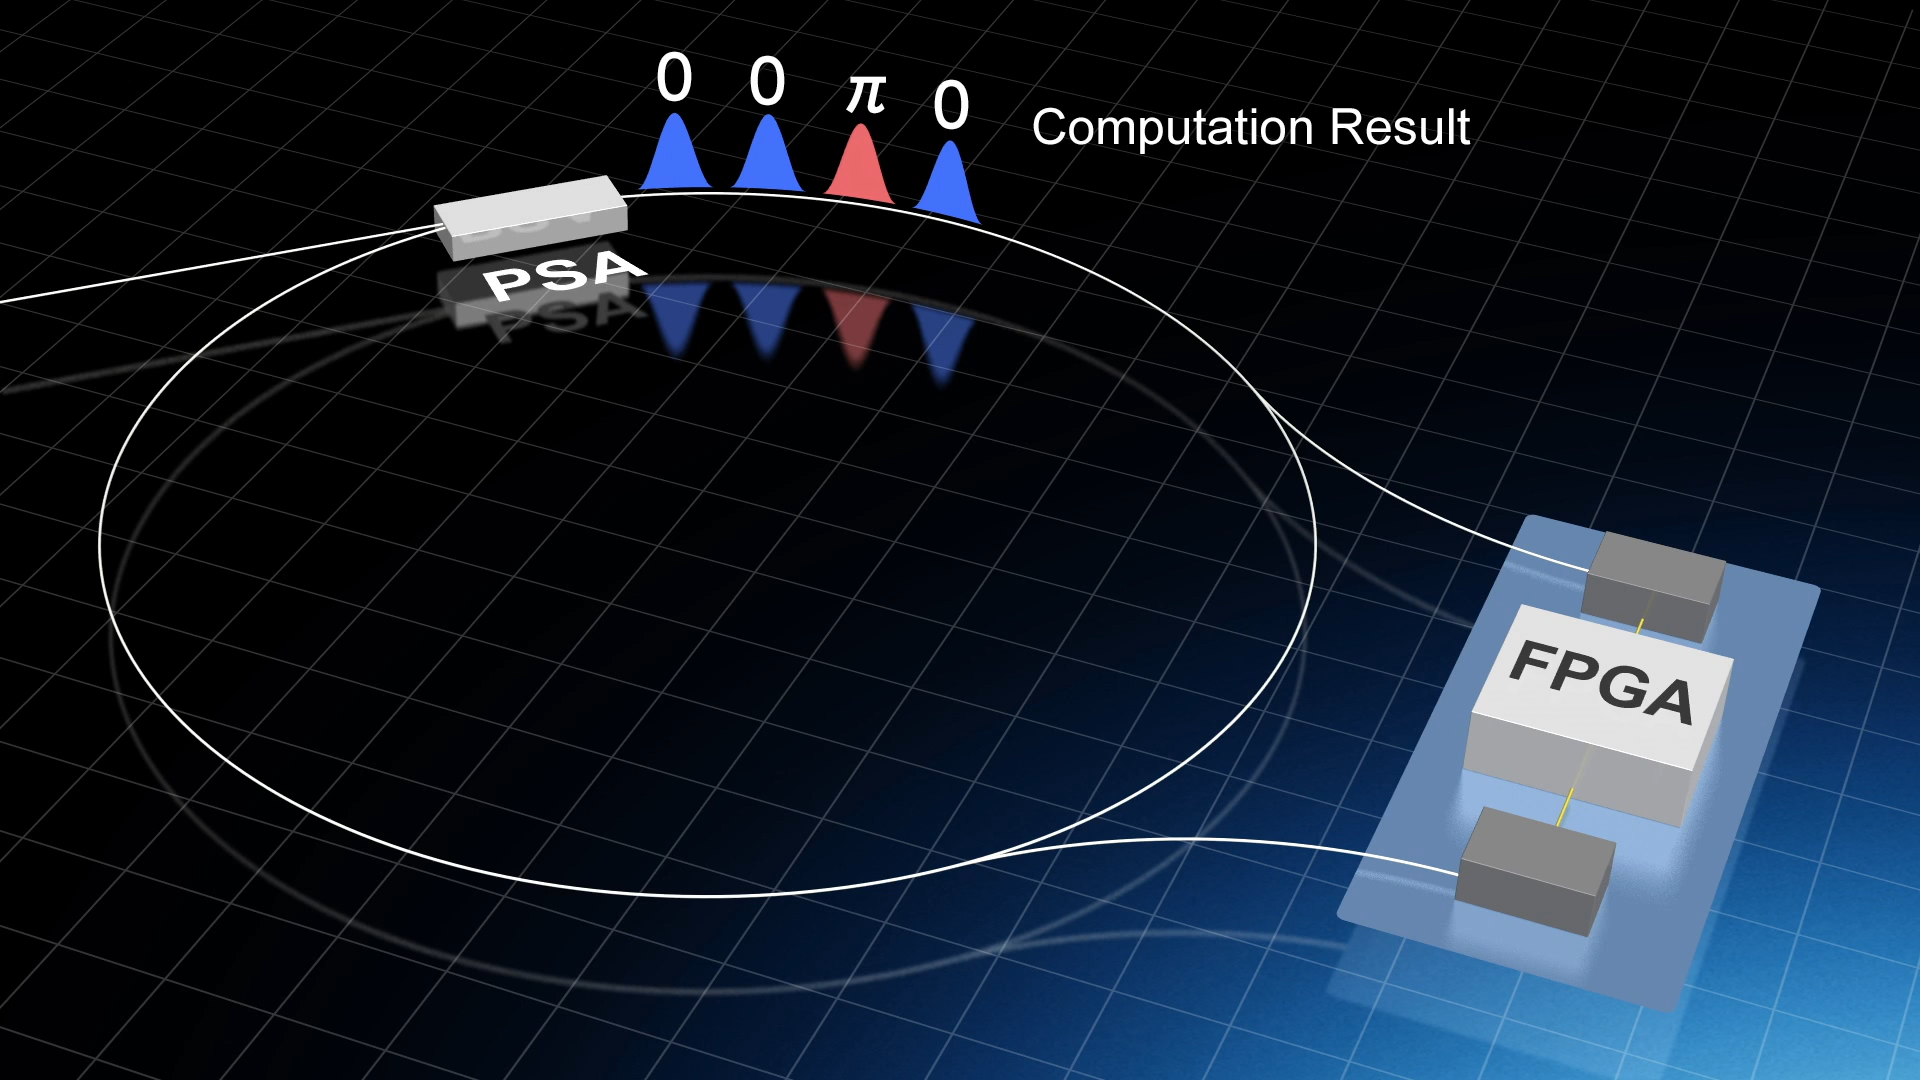 0 0 π 0
Computation Result
PSA
FPGA